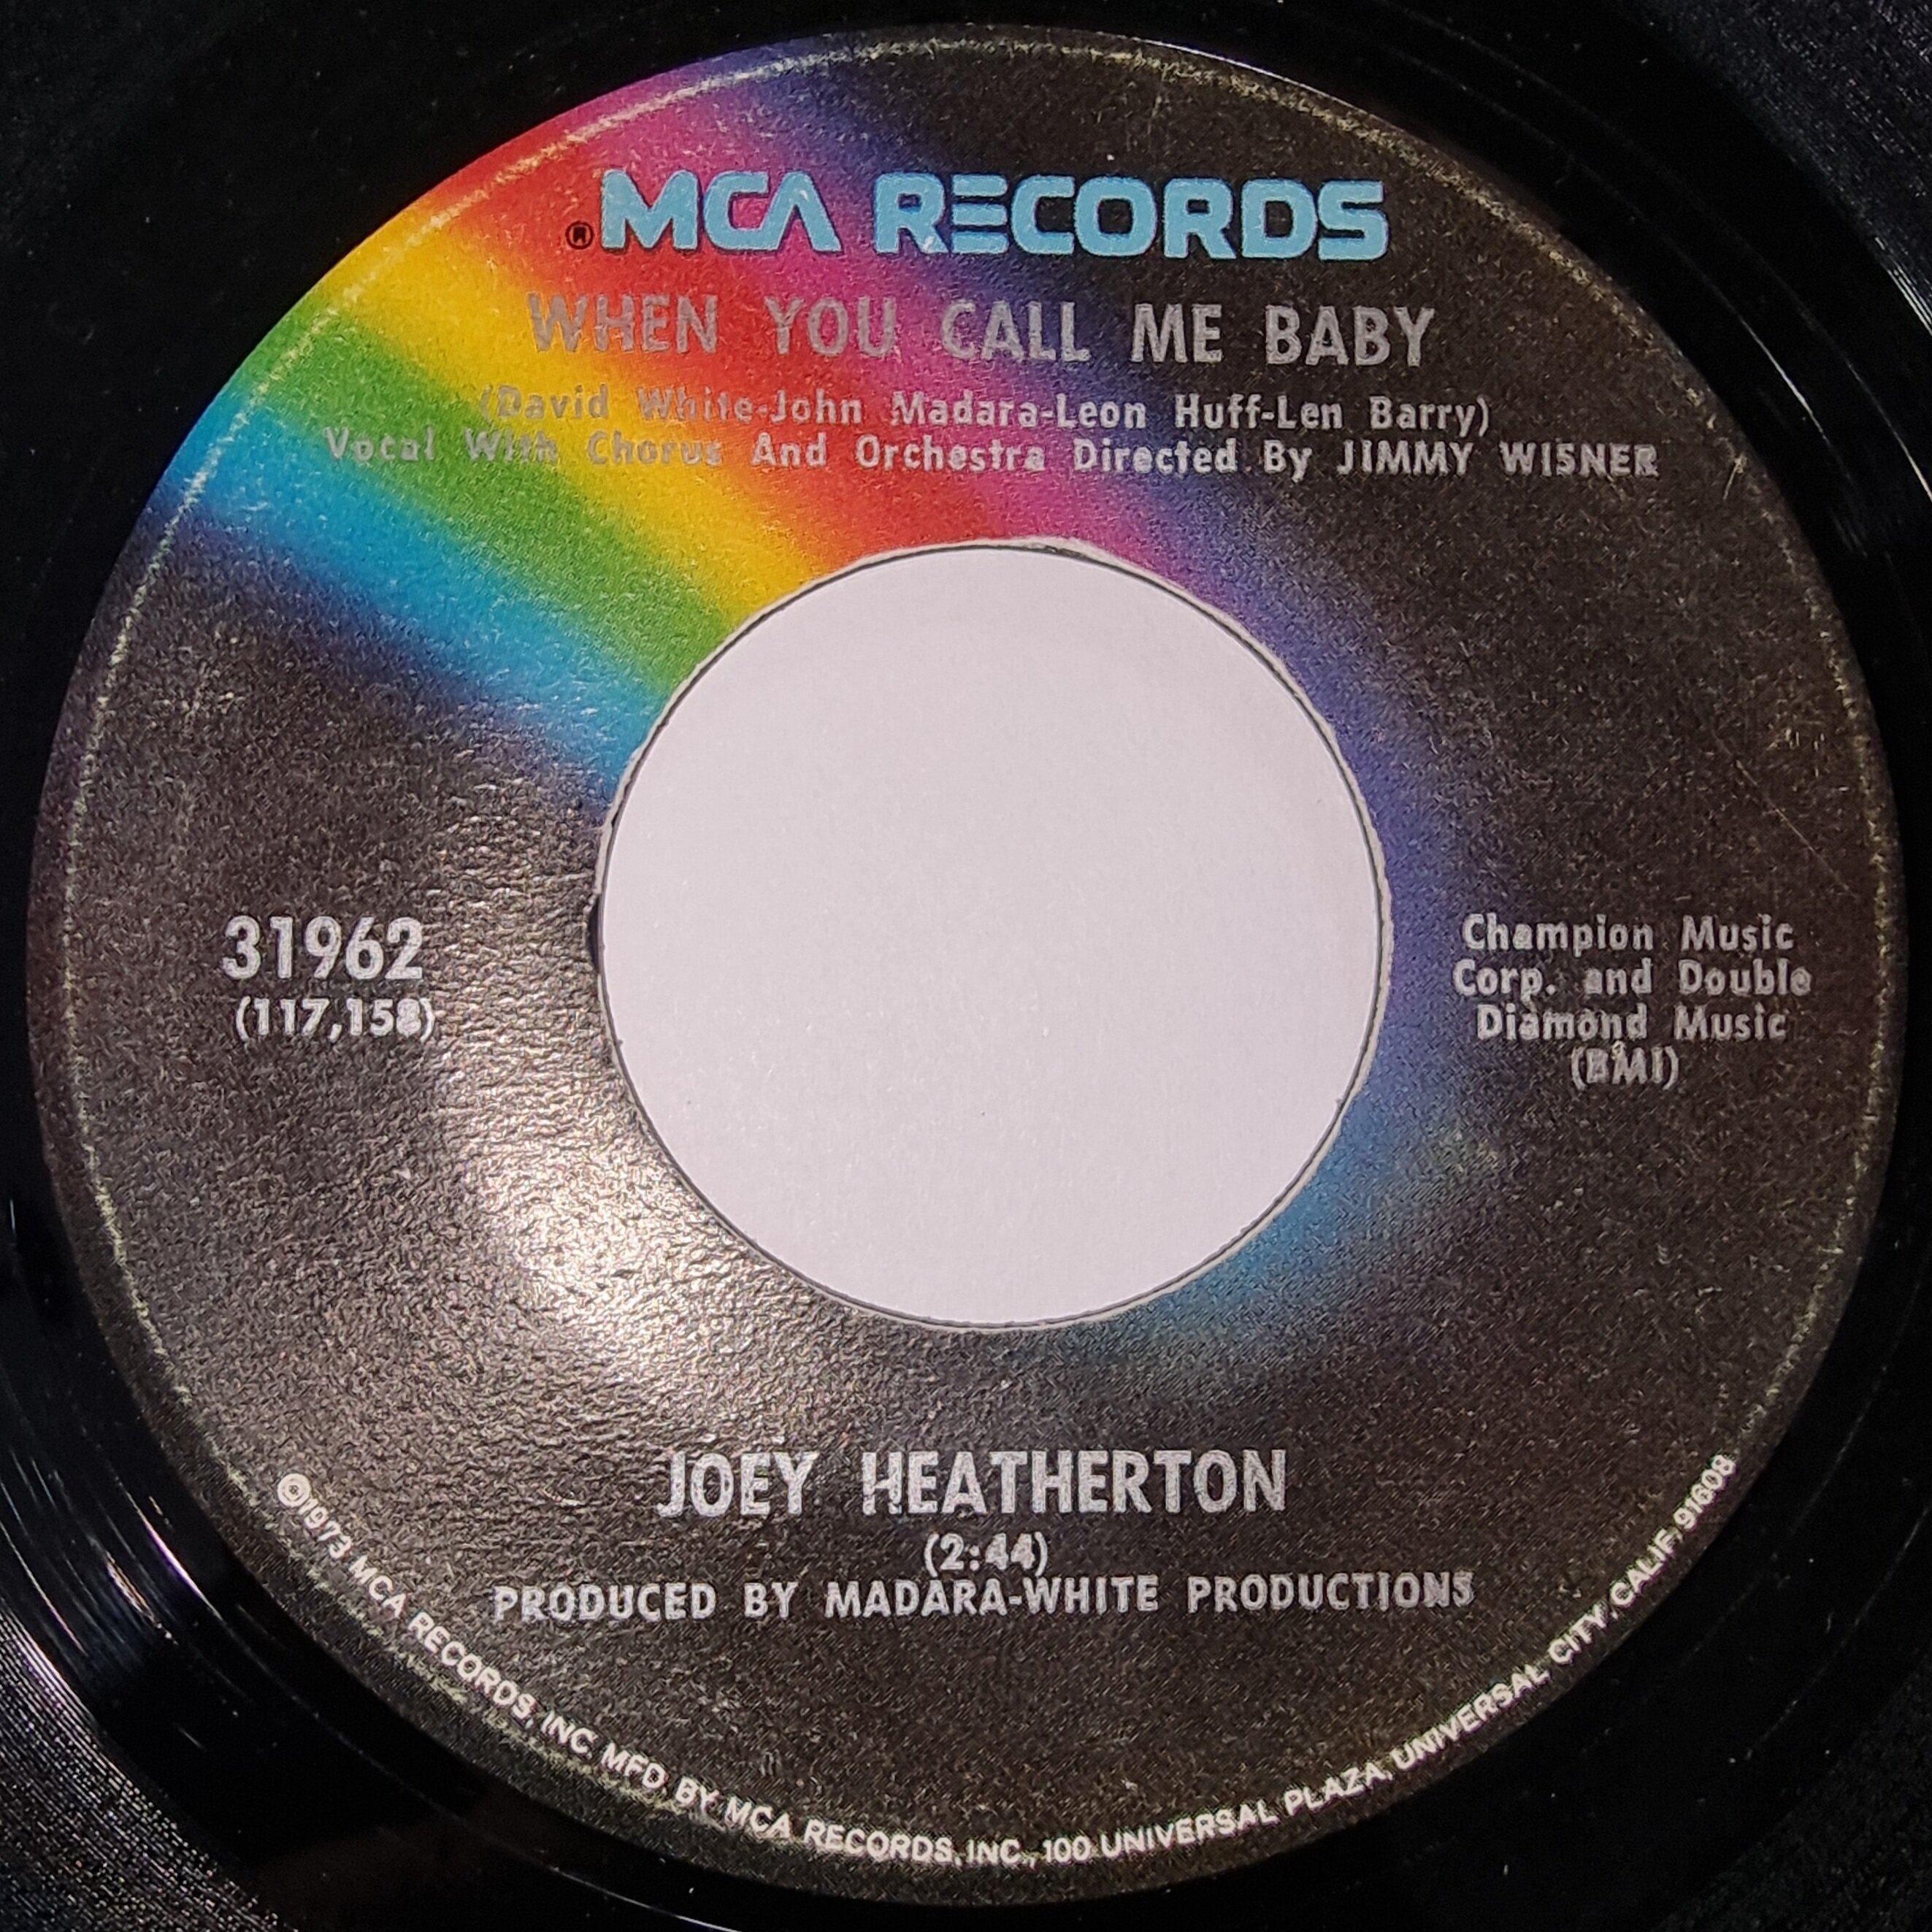 ® MCA RECORDS
WHEN YOU CALL ME BABY
(David White-John Madara-Leon Huff-Len Barry)
Vocal With Chorus And Orchestra Directed By JIMMY WISNER
31962
(117,158)
Champion Music
Corp. and Double
Diamond Music
(BMI)
JOEY HEATHERTON
(2:44)
PRODUCED BY MADARA-WHITE PRODUCTIONS
℗1973 MCA RECORDS, INC. MFD. BY MCA RECORDS, INC., 100 UNIVERSAL PLAZA, UNIVERSAL CITY, CALIF. 91608